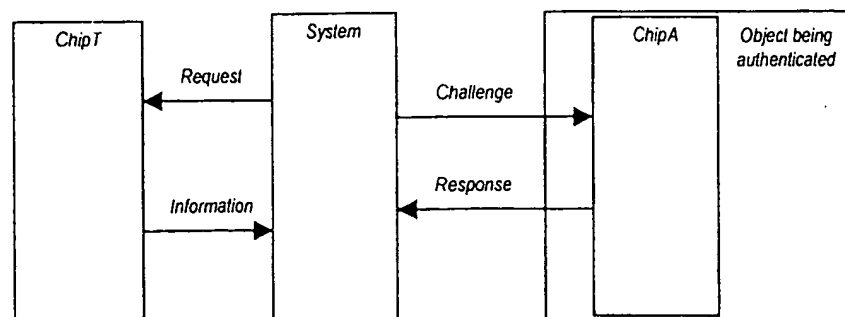 ChipT
System
ChipA
Object being
authenticated
Request
Challenge
Information
Response